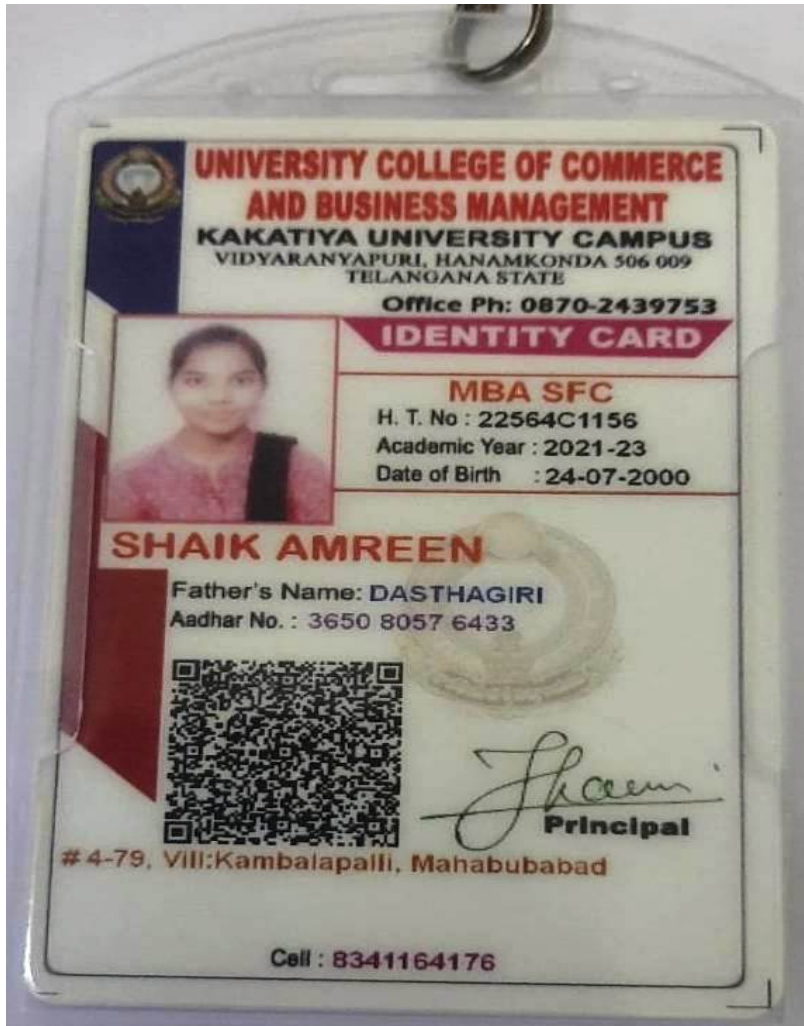 UNIVERSITY COLLEGE OF COMMERCE
AND BUSINESS MANAGEMENT
KAKATIYA UNIVERSITY CAMPUS
VIDYARANYAPURI, HANAMKONDA 506 009
TELANGANA STATE
Office Ph: 0870-2439753
IDENTITY CARD
MBA SFC
H. T. No : 22564C1156
Academic Year : 2021-23
Date of Birth : 24-07-2000
SHAIK AMREEN
Father's Name: DASTHAGIRI
Aadhar No. : 3650 8057 6433
Principal
# 4-79, Vill:Kambalapalli, Mahabubabad
Cell : 8341164176